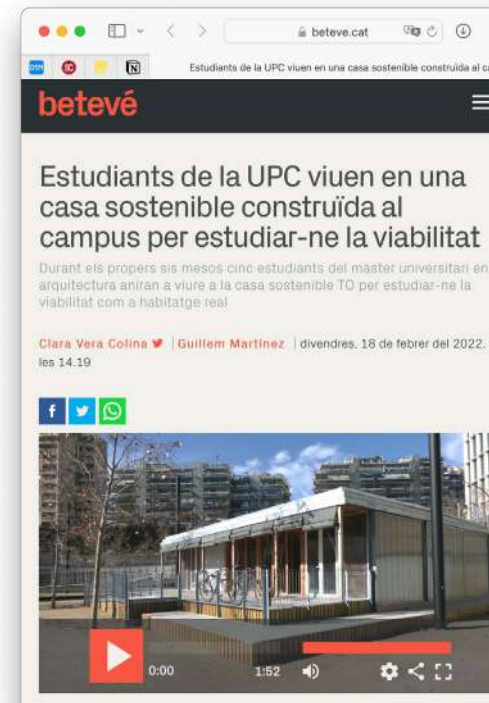 beteve.cat
DSM
SC
N
Estudiants de la UPC viuen en una casa sostenible construïda al ca
betevé
Estudiants de la UPC viuen en una
casa sostenible construïda al
campus per estudiar-ne la viabilitat
Durant els propers sis mesos cinc estudiants del màster universitari en
arquitectura aniran a viure a la casa sostenible TO per estudiar-ne la
viabilitat com a habitatge real
Clara Vera Colina | Guillem Martínez | divendres, 18 de febrer del 2022,
les 14.19
0:00 1:52